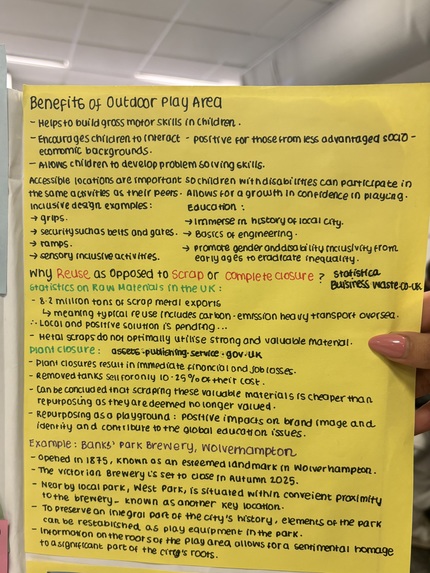 Benefits of Outdoor Play Area
- Helps to build gross motor skills in children.
- Encourages children to interact - positive for those from less advantaged socio-
economic backgrounds.
- Allows children to develop problem solving skills.
Accessible locations are important so children with disabilities can participate in
the same activities as their peers. Allows for a growth in confidence in playing.
Inclusive design examples:
→ grips.
→ security such as belts and gates.
→ ramps.
→ sensory inclusive activities.
Education :
→ Immerse in history of local city.
→ Basics of engineering.
→ promote gender and disability inclusivity from
early ages to eradicate inequality.
Why Reuse as opposed to Scrap or Complete closure ?
statistica
Buisness waste.co.uk
Statistics on Raw Materials in the UK :
- 8.2 million tons of scrap metal exports
↳ meaning typical reuse includes carbon-emission heavy transport oversea.
∴ Local and positive solution is pending...
- Metal scraps do not optimally utilise strong and valuable material.
Plant closure : assets.publishing.service.gov.uk
- Plant closures result in immediate financial and job losses.
- Removed tanks sell for only 10-25% of their cost.
- Can be concluded that scraping these valuable materials is cheaper than
repurposing as they are deemed no longer valued.
- Repurposing as a playground : positive impacts on brand image and
identity and contribute to the global education issues.
Example : Banks' Park Brewery, Wolverhampton
- Opened in 1875, known as an esteemed landmark in Wolverhampton.
- The Victorian Brewery is set to close in Autumn 2025.
- Near by local park, West Park, is situated within convient proximity
to the brewery - known as another key location.
- To preserve an integral part of the city's history, elements of the park
can be restablished as play equipment in the park.
- Information on the roots of the play area allows for a sentimental homage
to a significant part of the city's roots.